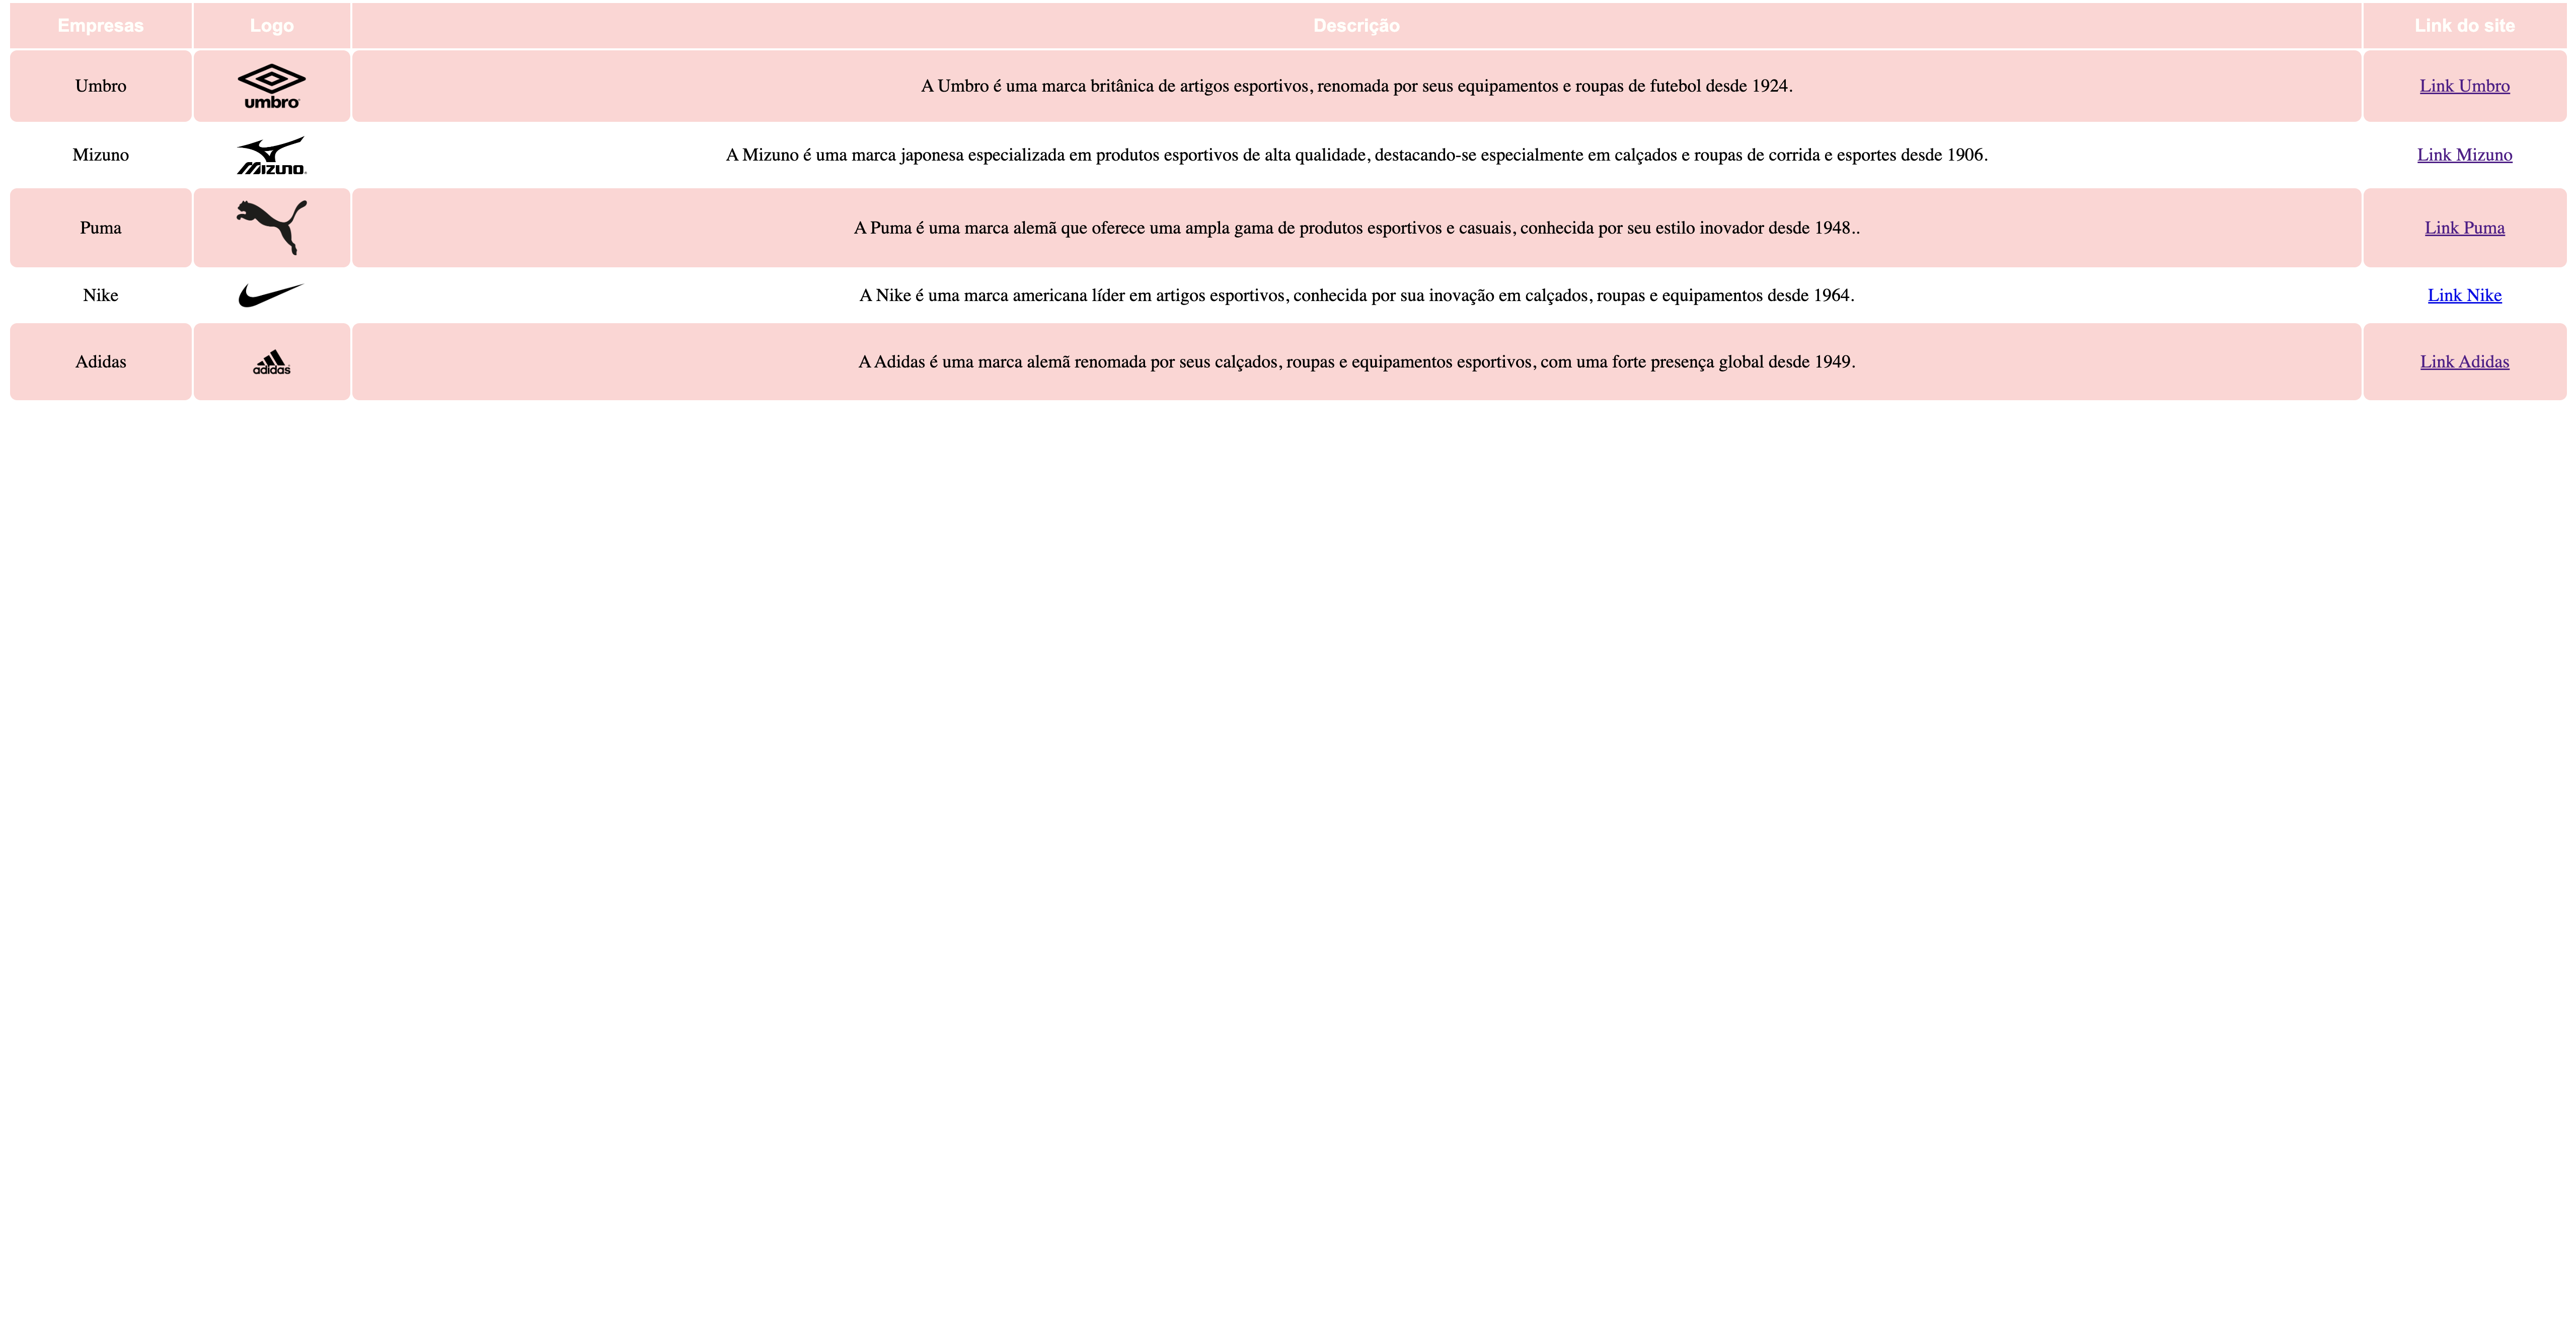 Empresas Logo Descrição Link do site
Umbro umbro A Umbro é uma marca britânica de artigos esportivos, renomada por seus equipamentos e roupas de futebol desde 1924. Link Umbro
Mizuno Mizuno A Mizuno é uma marca japonesa especializada em produtos esportivos de alta qualidade, destacando-se especialmente em calçados e roupas de corrida e esportes desde 1906. Link Mizuno
Puma A Puma é uma marca alemã que oferece uma ampla gama de produtos esportivos e casuais, conhecida por seu estilo inovador desde 1948.. Link Puma
Nike A Nike é uma marca americana líder em artigos esportivos, conhecida por sua inovação em calçados, roupas e equipamentos desde 1964. Link Nike
Adidas adidas A Adidas é uma marca alemã renomada por seus calçados, roupas e equipamentos esportivos, com uma forte presença global desde 1949. Link Adidas